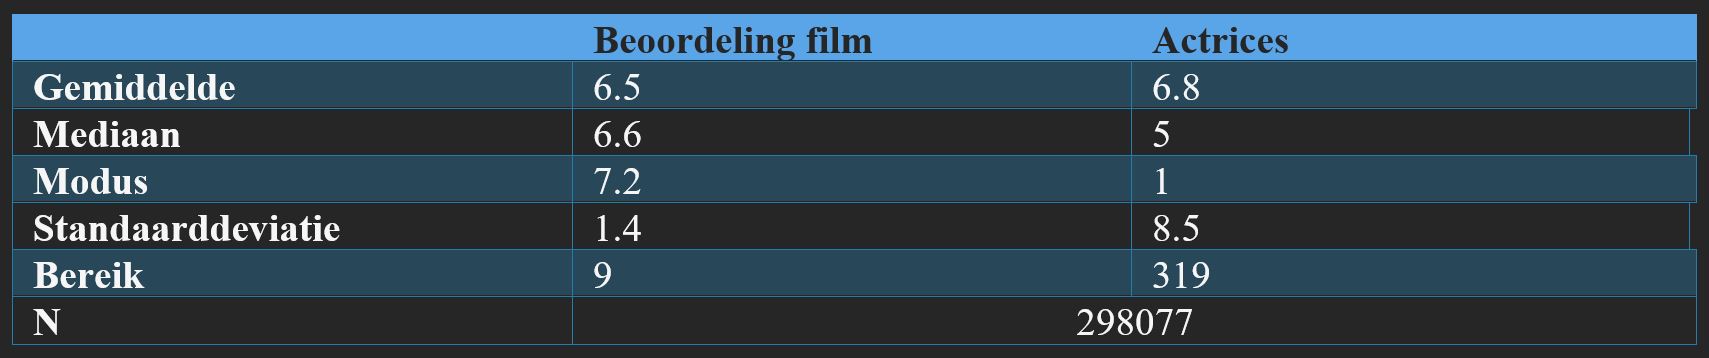 Beoordeling film Actrices
Gemiddelde 6.5 6.8
Mediaan 6.6 5
Modus 7.2 1
Standaarddeviatie 1.4 8.5
Bereik 9 319
N 298077